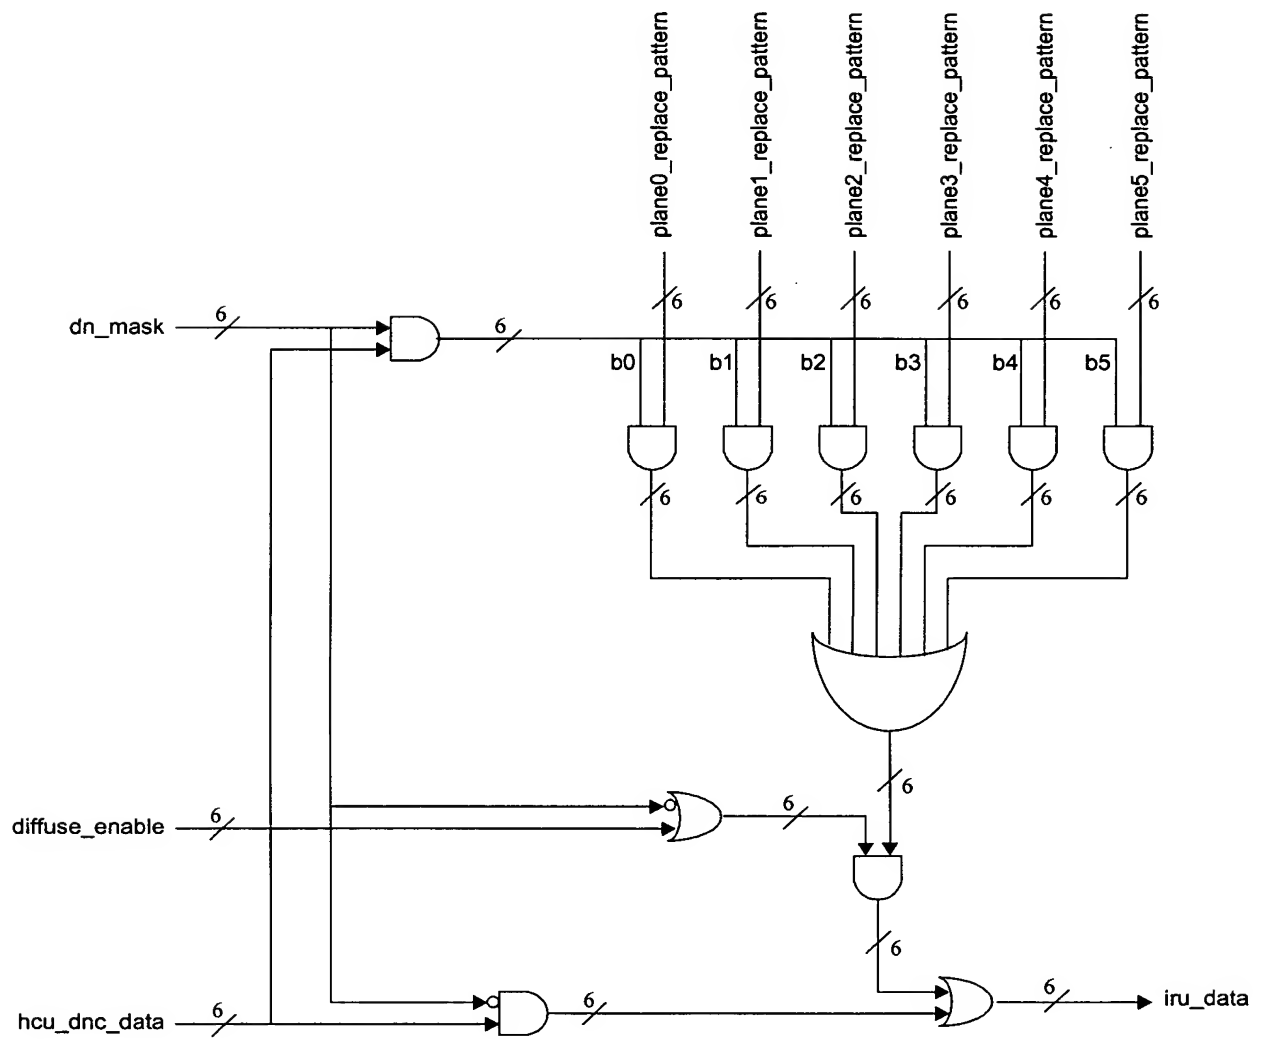 plane0_replace_pattern
plane1_replace_pattern
plane2_replace_pattern
plane3_replace_pattern
plane4_replace_pattern
plane5_replace_pattern
6 6 6 6 6 6
dn_mask 6 6
b0 b1 b2 b3 b4 b5
6 6 6 6 6 6
6
6
diffuse_enable 6
6
hcu_dnc_data 6 6 6 iru_data